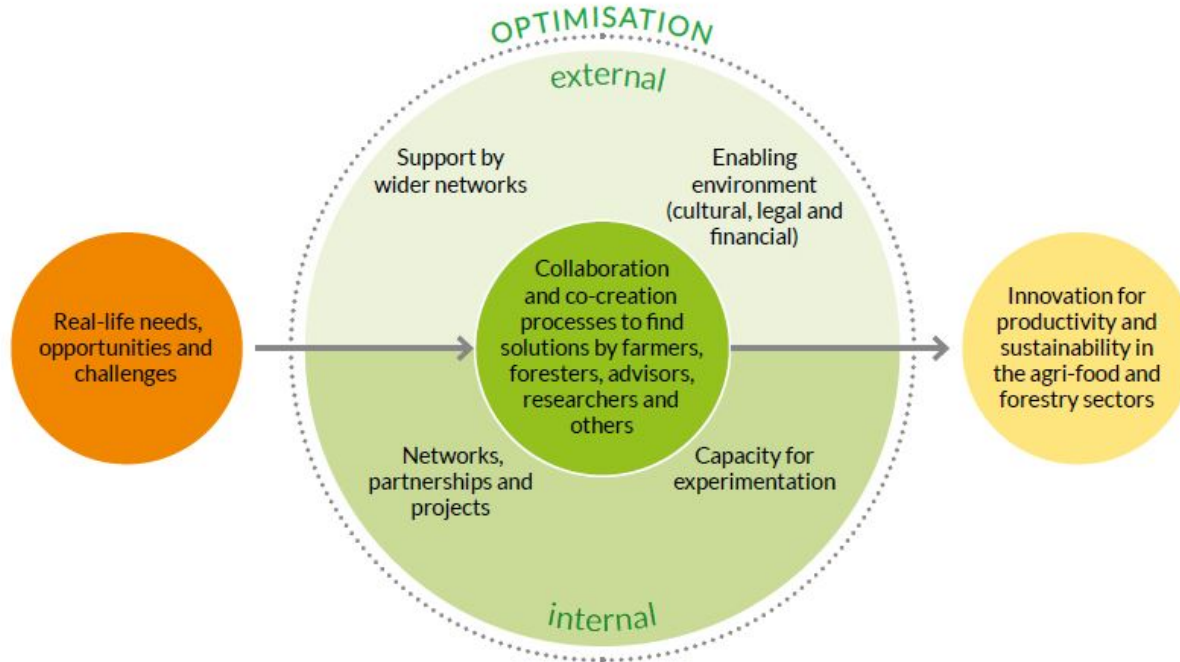 OPTIMISATION
external
Support by
wider networks
Enabling
environment
(cultural, legal and
financial)
Real-life needs,
opportunities and
challenges
Collaboration
and co-creation
processes to find
solutions by farmers,
foresters, advisors,
researchers and
others
Innovation for
productivity and
sustainability in
the agri-food and
forestry sectors
Networks,
partnerships and
projects
Capacity for
experimentation
internal